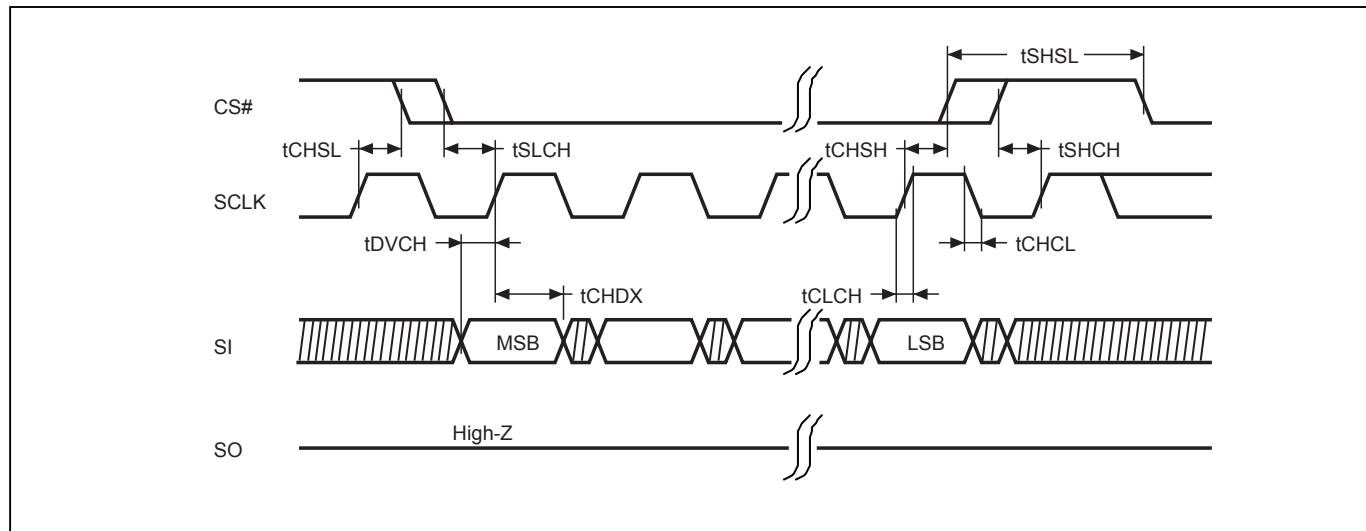 tSHSL
CS#
tCHSL
tSLCH
tCHSH
tSHCH
SCLK
tDVCH
tCHCL
tCHDX
tCLCH
SI
MSB
LSB
High-Z
SO